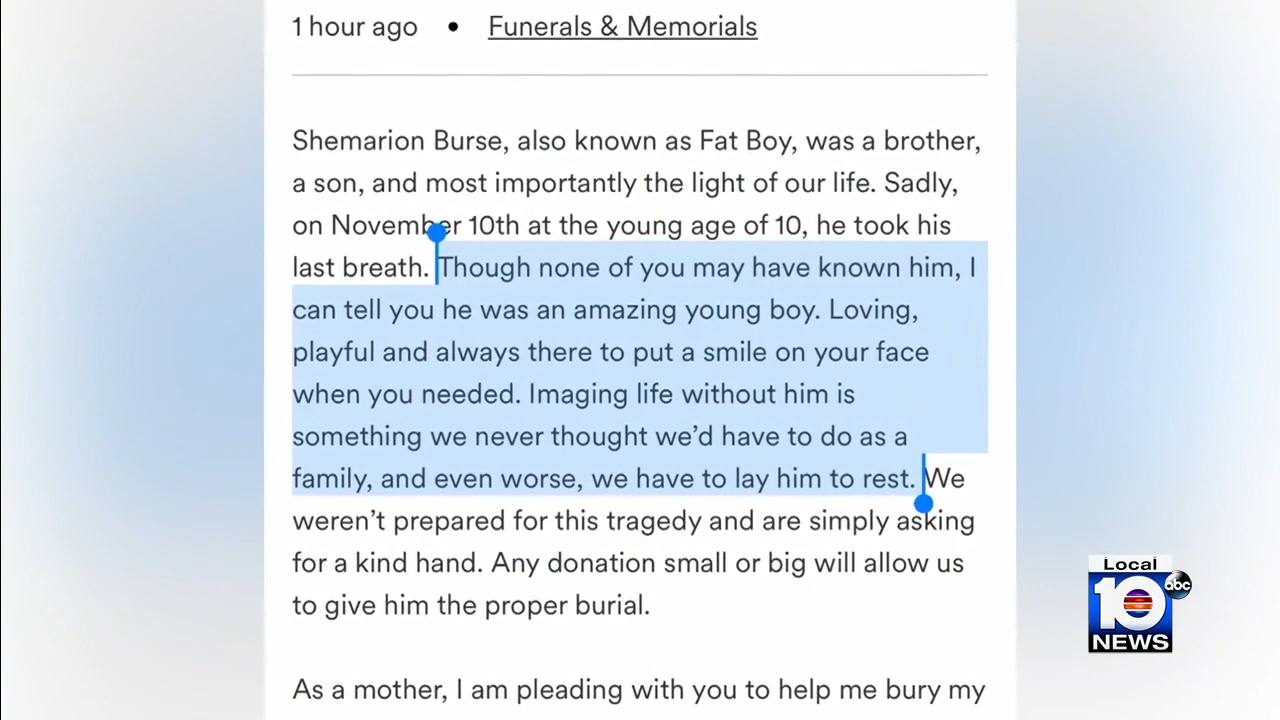 1 hour ago • Funerals & Memorials
Shemarion Burse, also known as Fat Boy, was a brother,
a son, and most importantly the light of our life. Sadly,
on November 10th at the young age of 10, he took his
last breath. Though none of you may have known him, I
can tell you he was an amazing young boy. Loving,
playful and always there to put a smile on your face
when you needed. Imaging life without him is
something we never thought we’d have to do as a
family, and even worse, we have to lay him to rest. We
weren’t prepared for this tragedy and are simply asking
for a kind hand. Any donation small or big will allow us
to give him the proper burial.
As a mother, I am pleading with you to help me bury my
Local
10 abc
NEWS